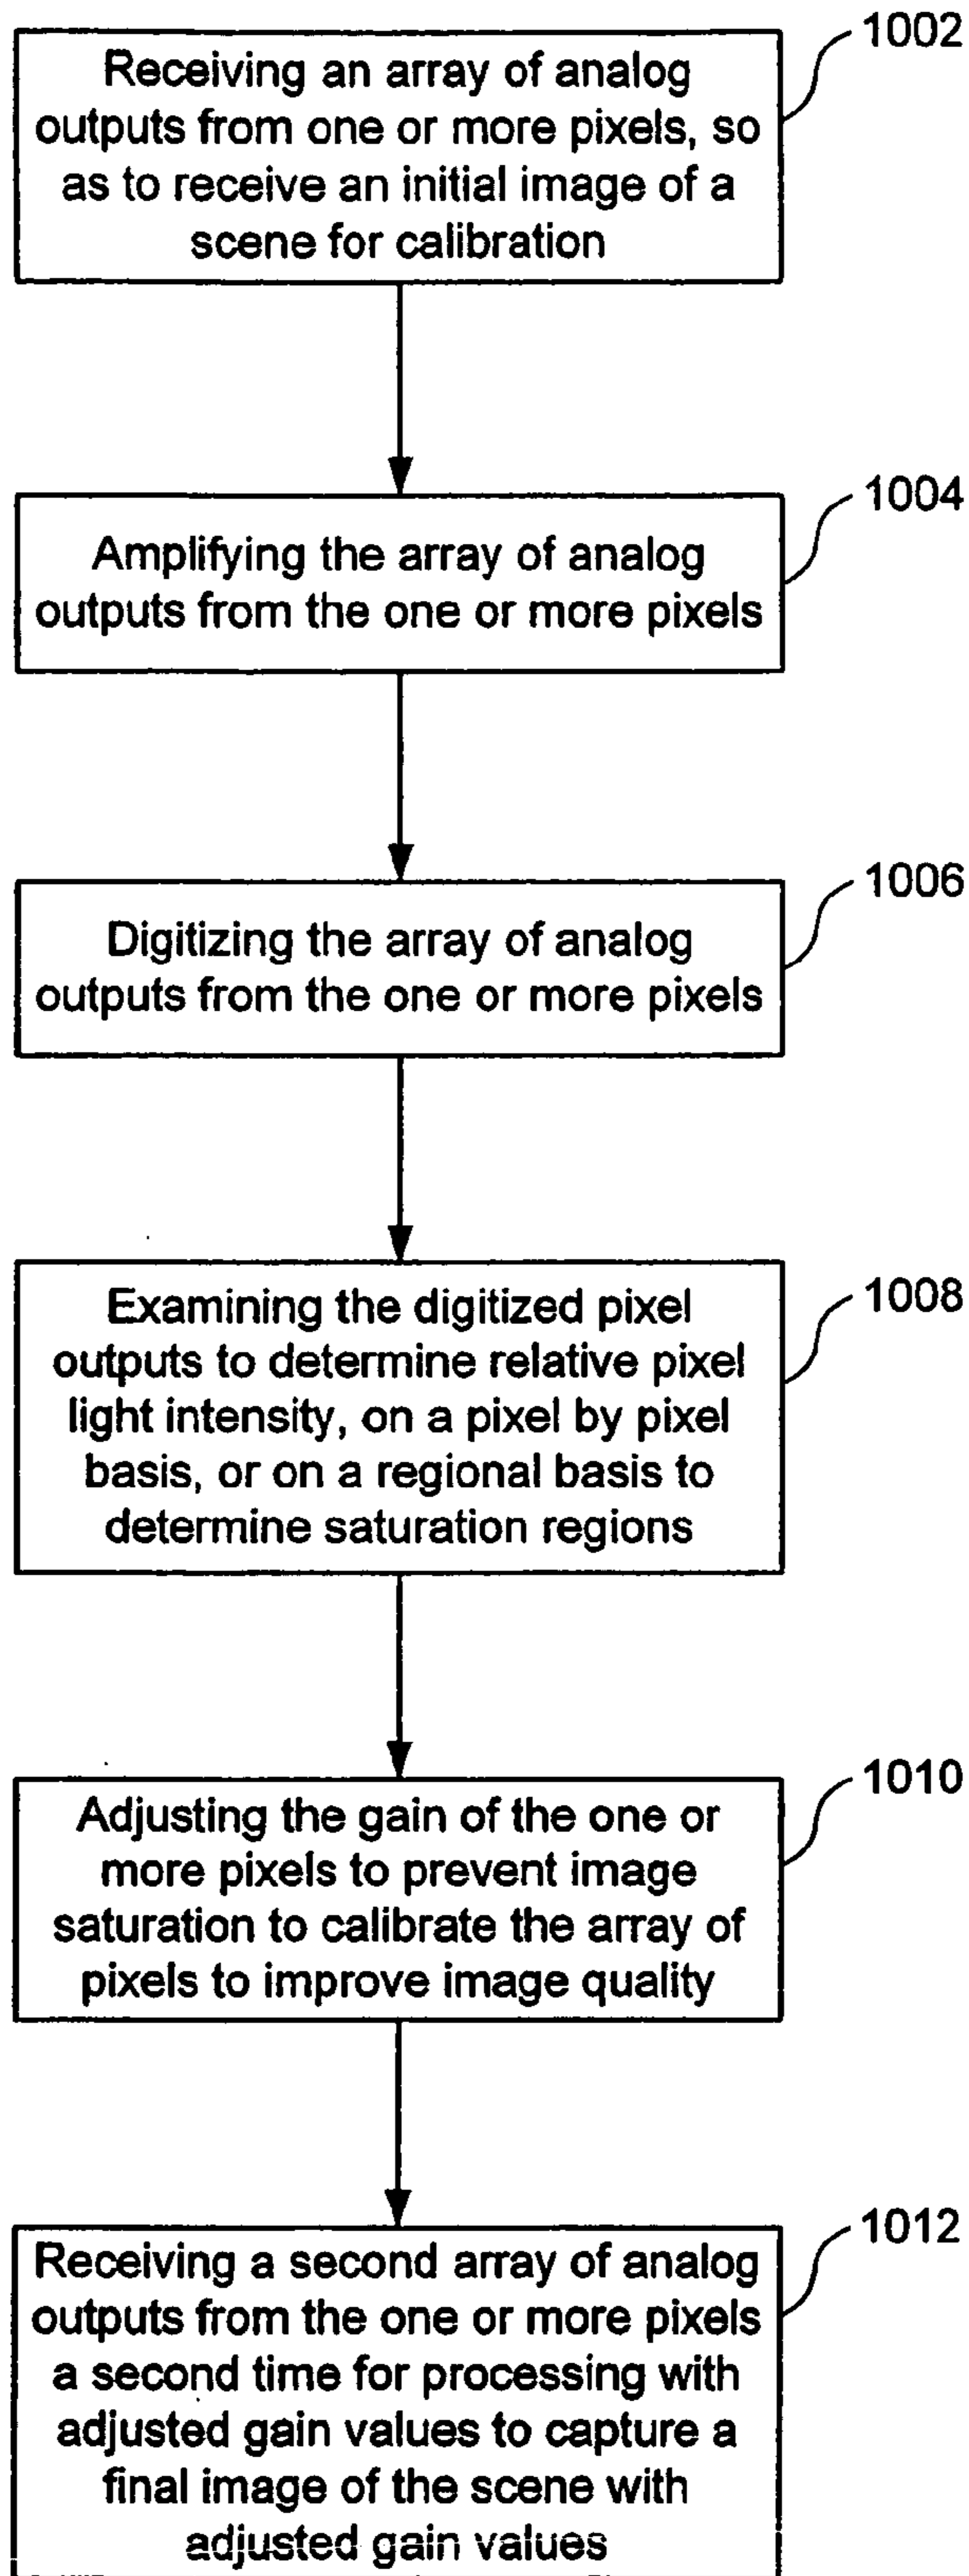 1002
Receiving an array of analog
outputs from one or more pixels, so
as to receive an initial image of a
scene for calibration
1004
Amplifying the array of analog
outputs from the one or more pixels
1006
Digitizing the array of analog
outputs from the one or more pixels
1008
Examining the digitized pixel
outputs to determine relative pixel
light intensity, on a pixel by pixel
basis, or on a regional basis to
determine saturation regions
1010
Adjusting the gain of the one or
more pixels to prevent image
saturation to calibrate the array of
pixels to improve image quality
1012
Receiving a second array of analog
outputs from the one or more pixels
a second time for processing with
adjusted gain values to capture a
final image of the scene with
adjusted gain values